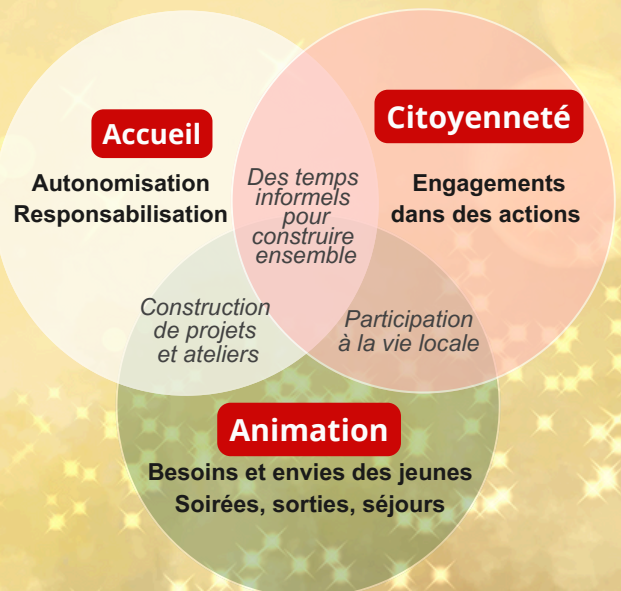 Accueil
Autonomisation
Responsabilisation
Citoyenneté
Engagements
dans des actions
Des temps
informels
pour
construire
ensemble
Construction
de projets
et ateliers
Participation
à la vie locale
Animation
Besoins et envies des jeunes
Soirées, sorties, séjours